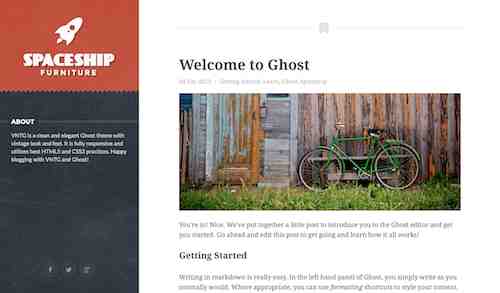 SPACESHIP
FURNITURE
ABOUT
VNTG is a clean and elegant Ghost theme with
vintage look and feel. It is fully responsive and
utilizes best HTML5 and CSS3 practices. Happy
blogging with VNTG and Ghost!
Welcome to Ghost
Getting Started, Learn, Ghost, Spaceship
You're in! Nice. We've put together a little post to introduce you to the Ghost editor and get
you started. Go ahead and edit this post to get going and learn how it all works!
Getting Started
Writing in markdown is really easy. In the left hand panel of Ghost, you simply write as you
normally would. Where appropriate, you can use formatting shortcuts to style your content.